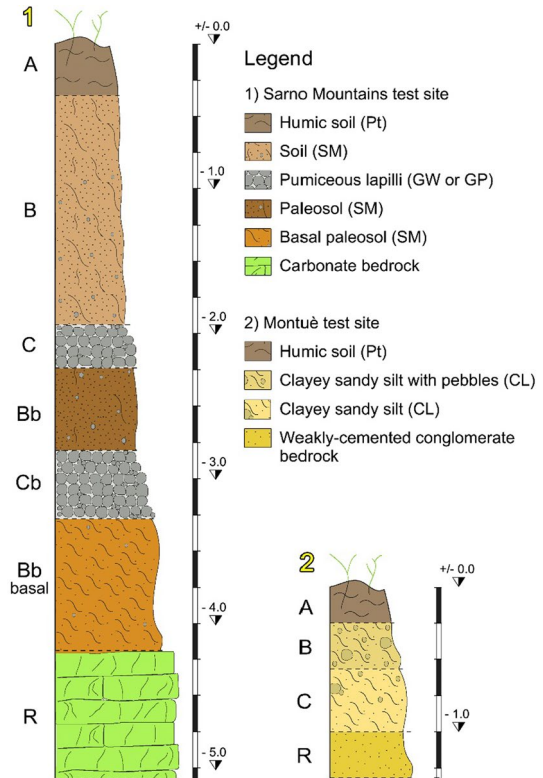 1
+/- 0.0
A
- 1.0
B
- 2.0
C
Bb
- 3.0
Cb
Bb
basal
- 4.0
R
- 5.0
Legend
1) Sarno Mountains test site
Humic soil (Pt)
Soil (SM)
Pumiceous lapilli (GW or GP)
Paleosol (SM)
Basal paleosol (SM)
Carbonate bedrock
2) Montuè test site
Humic soil (Pt)
Clayey sandy silt with pebbles (CL)
Clayey sandy silt (CL)
Weakly-cemented conglomerate
bedrock
2
+/- 0.0
A
B
C
- 1.0
R